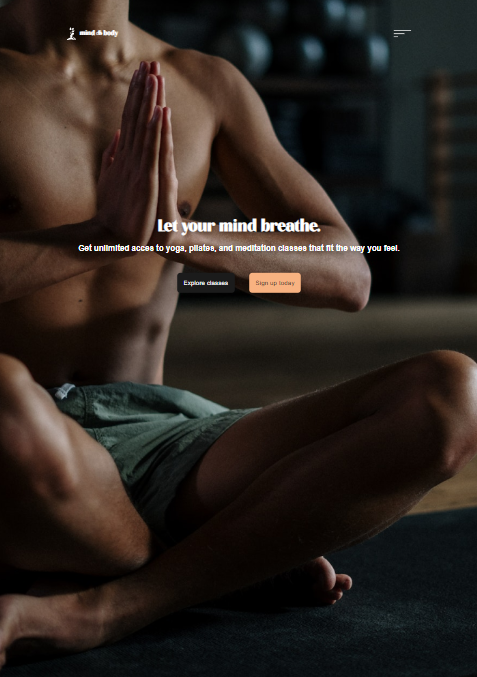 mind & body
Let your mind breathe.
Get unlimited acces to yoga, pilates, and meditation classes that fit the way you feel.
Explore classes
Sign up today